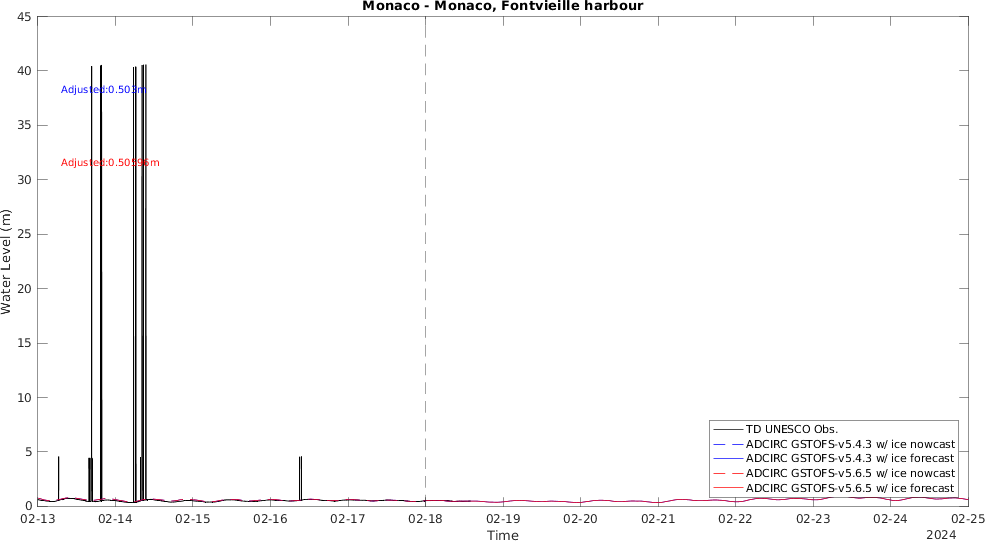 Monaco - Monaco, Fontvieille harbour
45
40
35
30
25
20
15
10
5
0
Water Level (m)
Adjusted:0.503m
Adjusted:0.50596m
TD UNESCO Obs.
ADCIRC GSTOFS-v5.4.3 w/ ice nowcast
ADCIRC GSTOFS-v5.4.3 w/ ice forecast
ADCIRC GSTOFS-v5.6.5 w/ ice nowcast
ADCIRC GSTOFS-v5.6.5 w/ ice forecast
02-13 02-14 02-15 02-16 02-17 02-18 02-19 02-20 02-21 02-22 02-23 02-24 02-25
Time
2024